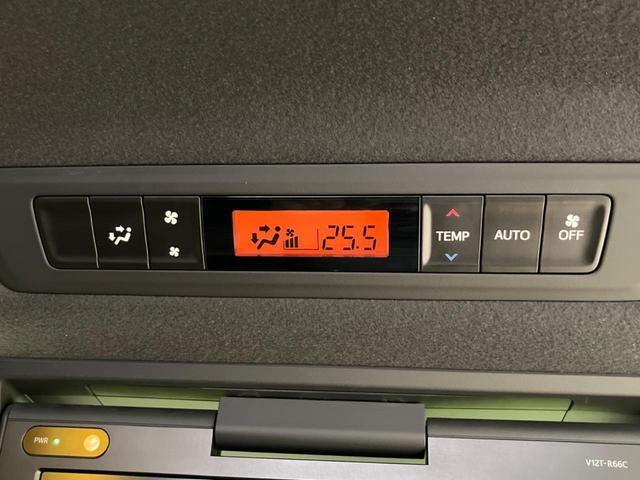 25.5
TEMP
AUTO
OFF
PWR
V12T-R66C